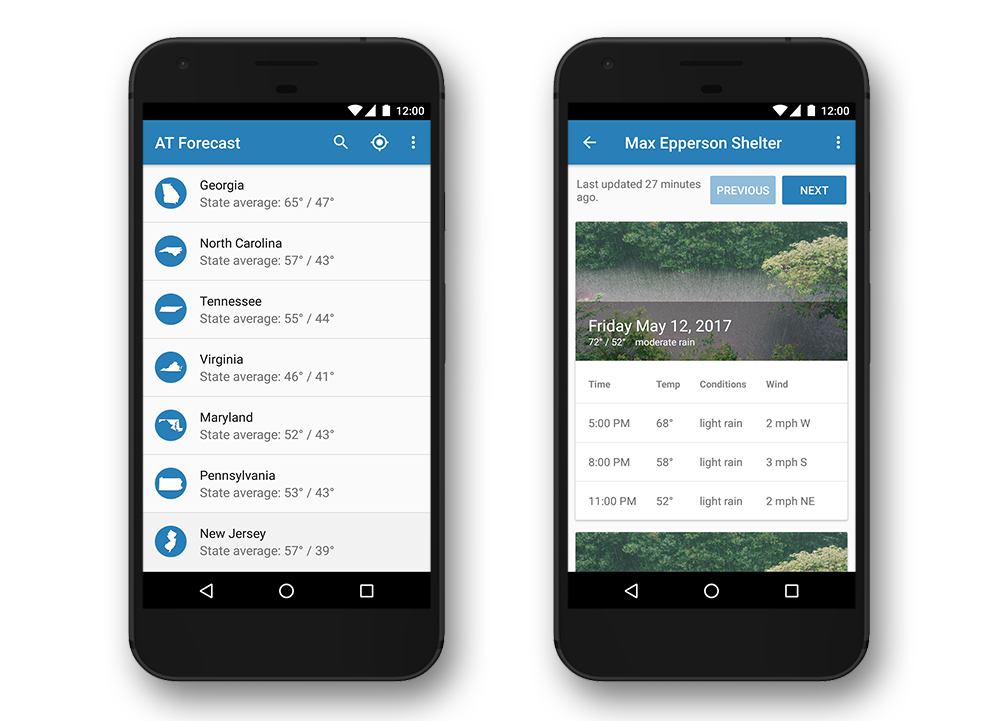 12:00
AT Forecast
Georgia
State average: 65° / 47°
North Carolina
State average: 57° / 43°
Tennessee
State average: 55° / 44°
Virginia
State average: 46° / 41°
Maryland
State average: 52° / 43°
Pennsylvania
State average: 53° / 43°
New Jersey
State average: 57° / 39°
12:00
Max Epperson Shelter
Last updated 27 minutes
ago.
PREVIOUS NEXT
Friday May 12, 2017
72° / 52° moderate rain
Time Temp Conditions Wind
5:00 PM 68° light rain 2 mph W
8:00 PM 58° light rain 3 mph S
11:00 PM 52° light rain 2 mph NE